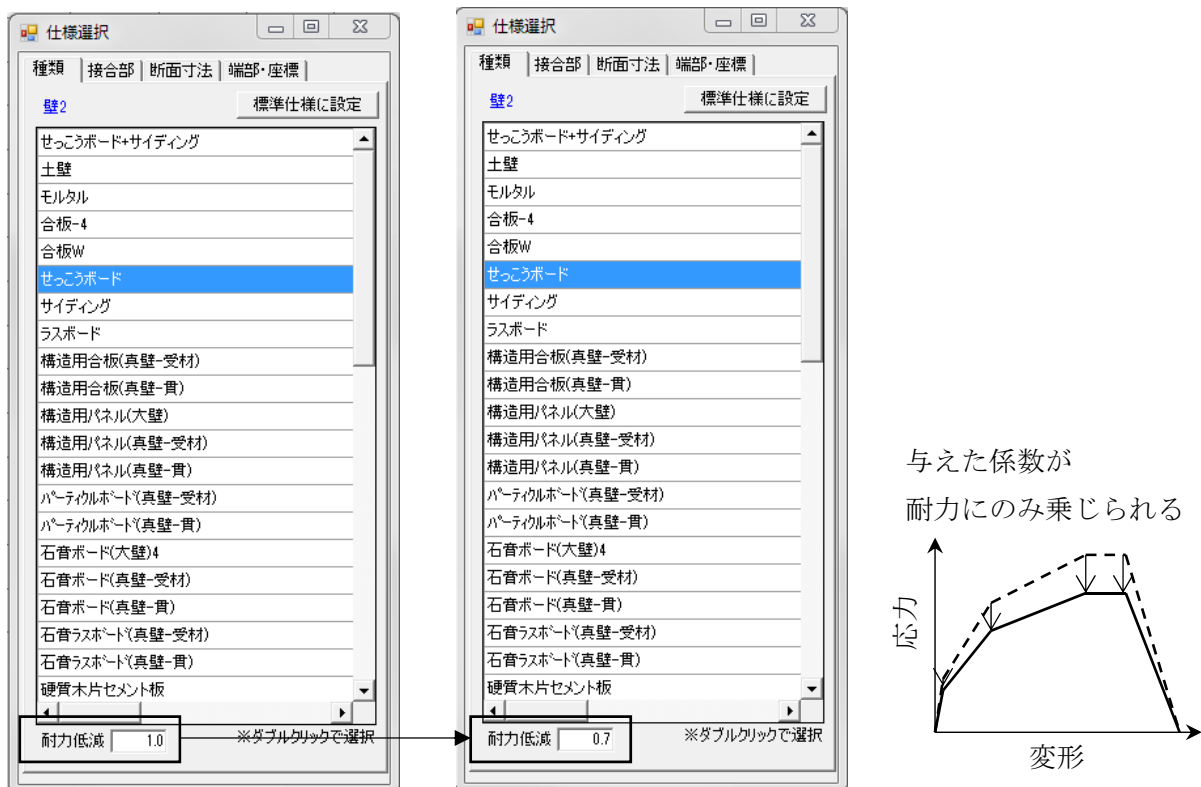 仕様選択
種類 接合部 断面寸法 端部・座標
壁2 標準仕様に設定
せっこうボード+サイディング
土壁
モルタル
合板-4
合板W
せっこうボード
サイディング
ラスボード
構造用合板(真壁-受材)
構造用合板(真壁-貫)
構造用パネル(大壁)
構造用パネル(真壁-受材)
構造用パネル(真壁-貫)
パーティクルボード(真壁-受材)
パーティクルボード(真壁-貫)
石膏ボード(大壁)4
石膏ボード(真壁-受材)
石膏ボード(真壁-貫)
石膏ラスボード(真壁-受材)
石膏ラスボード(真壁-貫)
硬質木片セメント板
耐力低減 1.0 ※ダブルクリックで選択
仕様選択
種類 接合部 断面寸法 端部・座標
壁2 標準仕様に設定
せっこうボード+サイディング
土壁
モルタル
合板-4
合板W
せっこうボード
サイディング
ラスボード
構造用合板(真壁-受材)
構造用合板(真壁-貫)
構造用パネル(大壁)
構造用パネル(真壁-受材)
構造用パネル(真壁-貫)
パーティクルボード(真壁-受材)
パーティクルボード(真壁-貫)
石膏ボード(大壁)4
石膏ボード(真壁-受材)
石膏ボード(真壁-貫)
石膏ラスボード(真壁-受材)
石膏ラスボード(真壁-貫)
硬質木片セメント板
耐力低減 0.7 ※ダブルクリックで選択
与えた係数が
耐力にのみ乗じられる
応力
変形